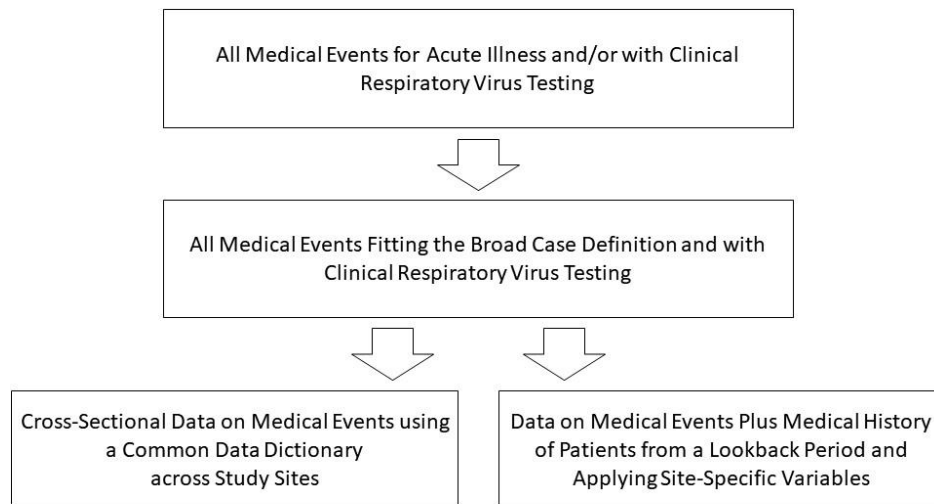 All Medical Events for Acute Illness and/or with Clinical
Respiratory Virus Testing
All Medical Events Fitting the Broad Case Definition and with
Clinical Respiratory Virus Testing
Cross-Sectional Data on Medical Events using
a Common Data Dictionary
across Study Sites
Data on Medical Events Plus Medical History
of Patients from a Lookback Period and
Applying Site-Specific Variables